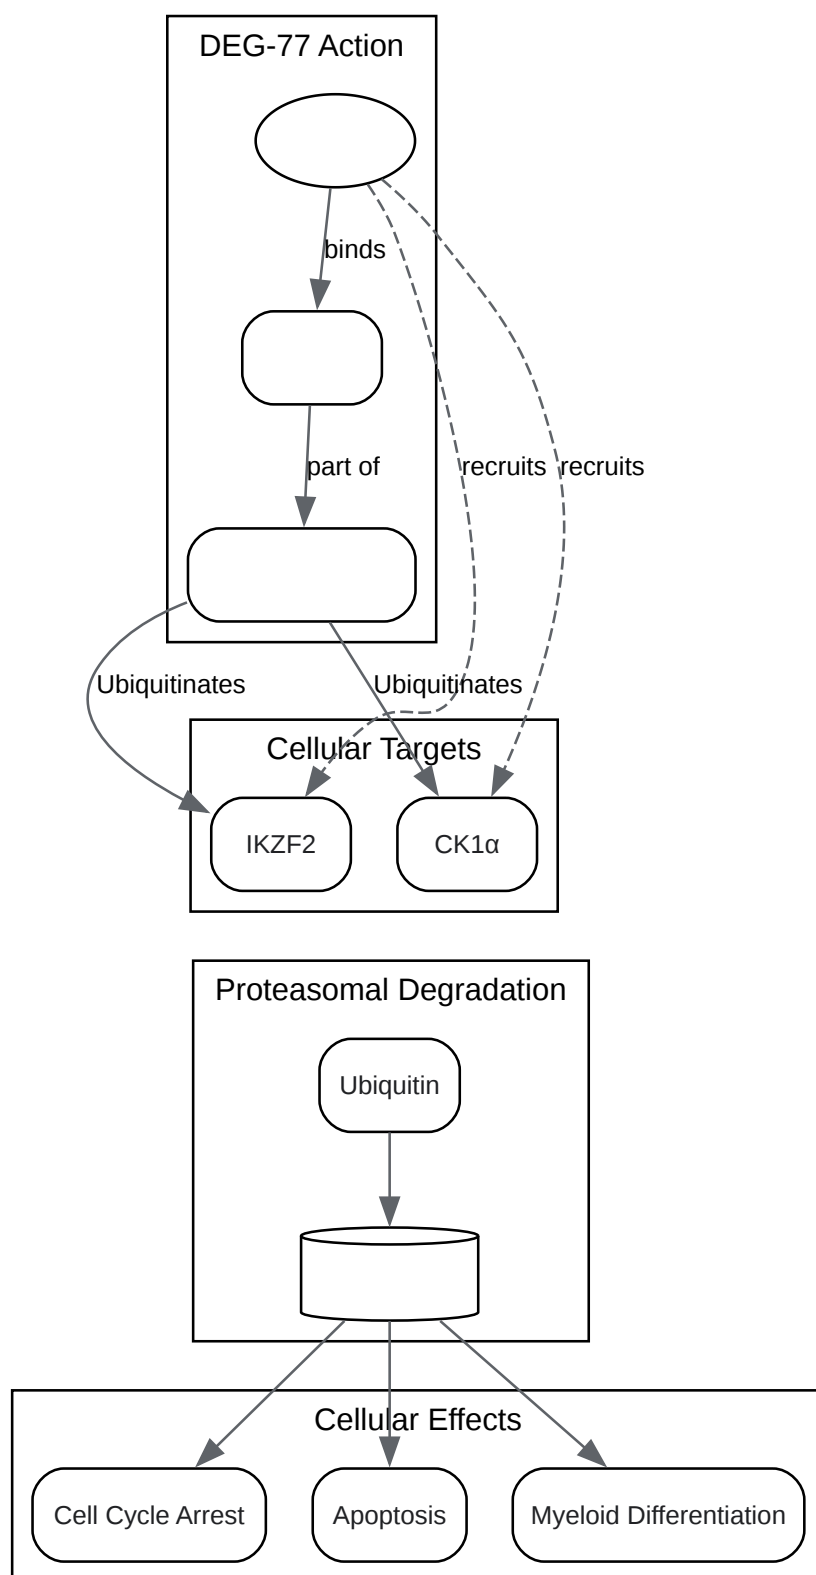 DEG-77 Action
binds
part of
recruits
recruits
Ubiquitinates
Ubiquitinates
Cellular Targets
IKZF2
CK1α
Proteasomal Degradation
Ubiquitin
Cellular Effects
Cell Cycle Arrest
Apoptosis
Myeloid Differentiation